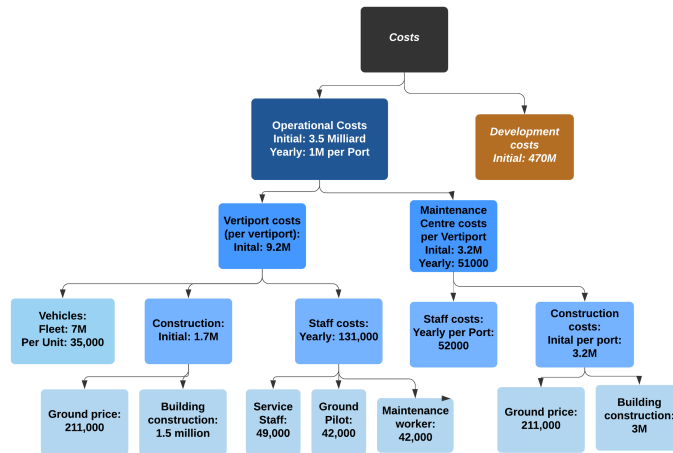 Costs
Operational Costs
Initial: 3.5 Milliard
Yearly: 1M per Port
Development
costs
Initial: 470M
Vertiport costs
(per vertiport):
Inital: 9.2M
Maintenance
Centre costs
per Vertiport
Inital: 3.2M
Yearly: 51000
Vehicles:
Fleet: 7M
Per Unit: 35,000
Construction:
Initial: 1.7M
Staff costs:
Yearly: 131,000
Staff costs:
Yearly per Port:
52000
Construction
costs:
Inital per port:
3.2M
Ground price:
211,000
Building
construction:
1.5 million
Service
Staff:
49,000
Ground
Pilot:
42,000
Maintenance
worker:
42,000
Ground price:
211,000
Building
construction:
3M